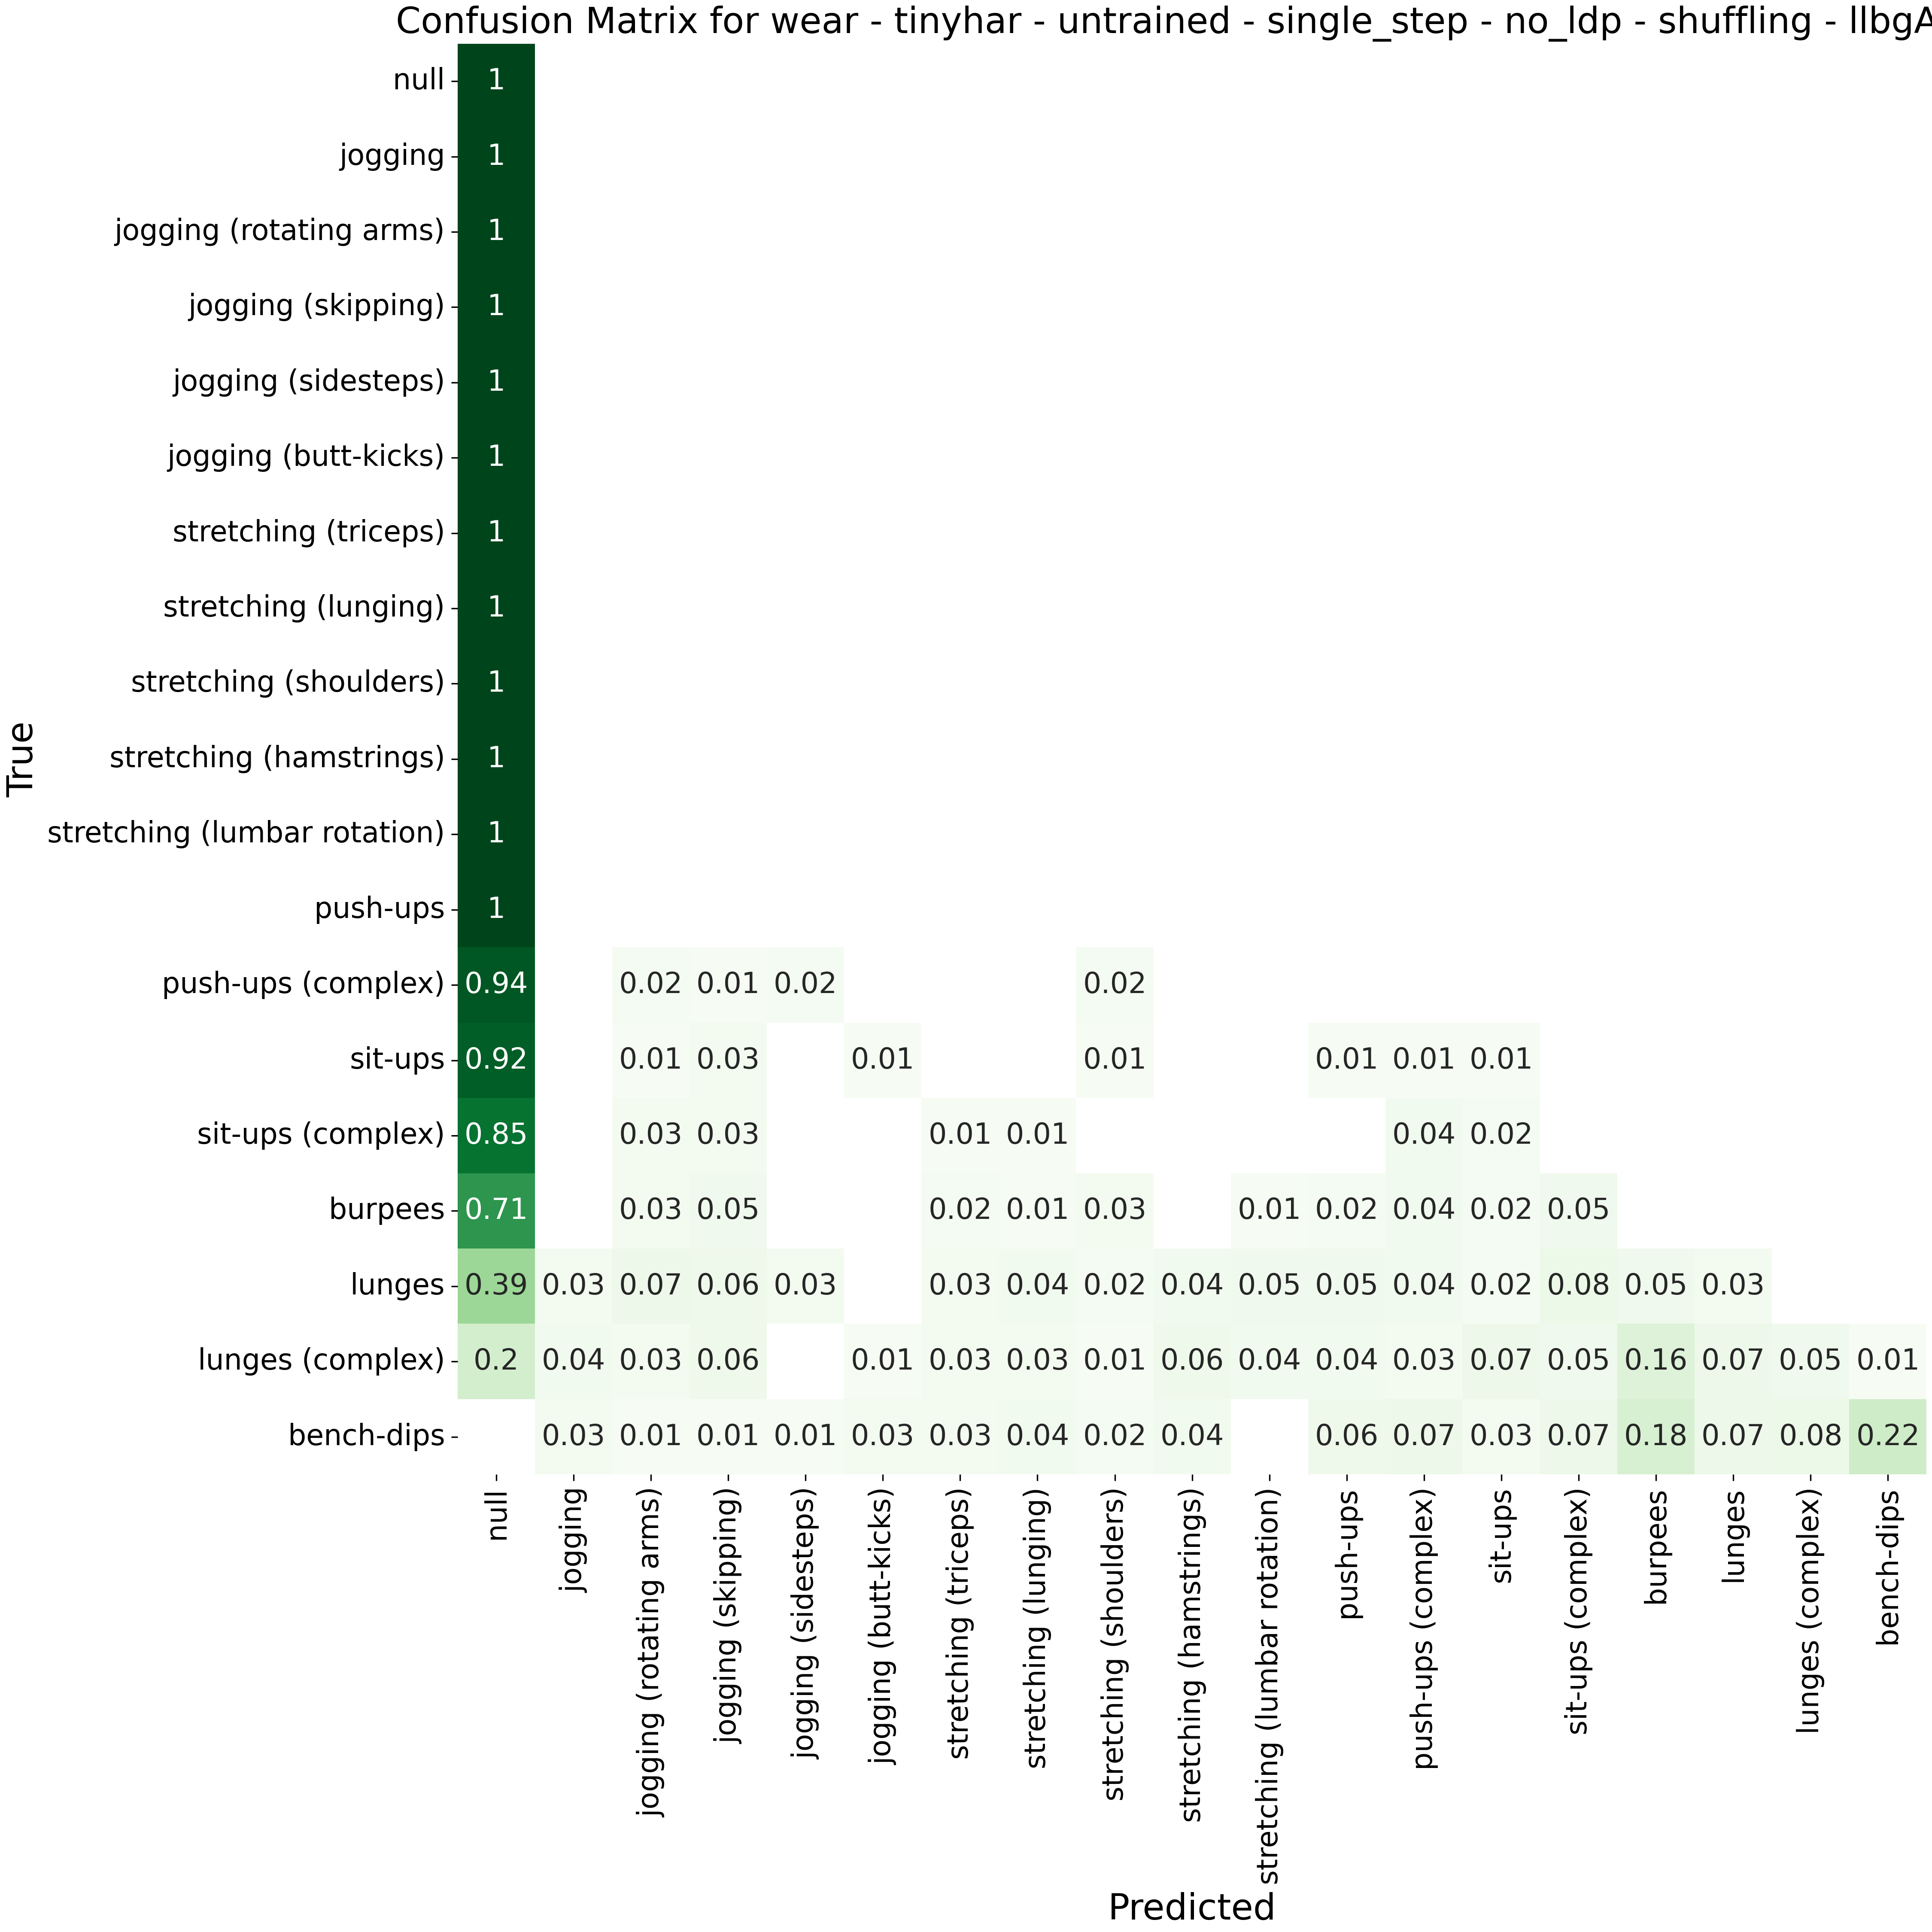 Confusion Matrix for wear - tinyhar - untrained - single_step - no_ldp - shuffling - llbgA
True
null 1
jogging 1
jogging (rotating arms) 1
jogging (skipping) 1
jogging (sidesteps) 1
jogging (butt-kicks) 1
stretching (triceps) 1
stretching (lunging) 1
stretching (shoulders) 1
stretching (hamstrings) 1
stretching (lumbar rotation) 1
push-ups 1
push-ups (complex) 0.94 0.02 0.01 0.02 0.02
sit-ups 0.92 0.01 0.03 0.01 0.01 0.01 0.01 0.01
sit-ups (complex) 0.85 0.03 0.03 0.01 0.01 0.04 0.02
burpees 0.71 0.03 0.05 0.02 0.01 0.03 0.01 0.02 0.04 0.02 0.05
lunges 0.39 0.03 0.07 0.06 0.03 0.03 0.04 0.02 0.04 0.05 0.05 0.04 0.02 0.08 0.05 0.03
lunges (complex) 0.2 0.04 0.03 0.06 0.01 0.03 0.03 0.01 0.06 0.04 0.04 0.03 0.07 0.05 0.16 0.07 0.05 0.01
bench-dips 0.03 0.01 0.01 0.01 0.03 0.03 0.04 0.02 0.04 0.06 0.07 0.03 0.07 0.18 0.07 0.08 0.22
null
jogging
jogging (rotating arms)
jogging (skipping)
jogging (sidesteps)
jogging (butt-kicks)
stretching (triceps)
stretching (lunging)
stretching (shoulders)
stretching (hamstrings)
stretching (lumbar rotation)
push-ups
push-ups (complex)
sit-ups
sit-ups (complex)
burpees
lunges
lunges (complex)
bench-dips
Predicted